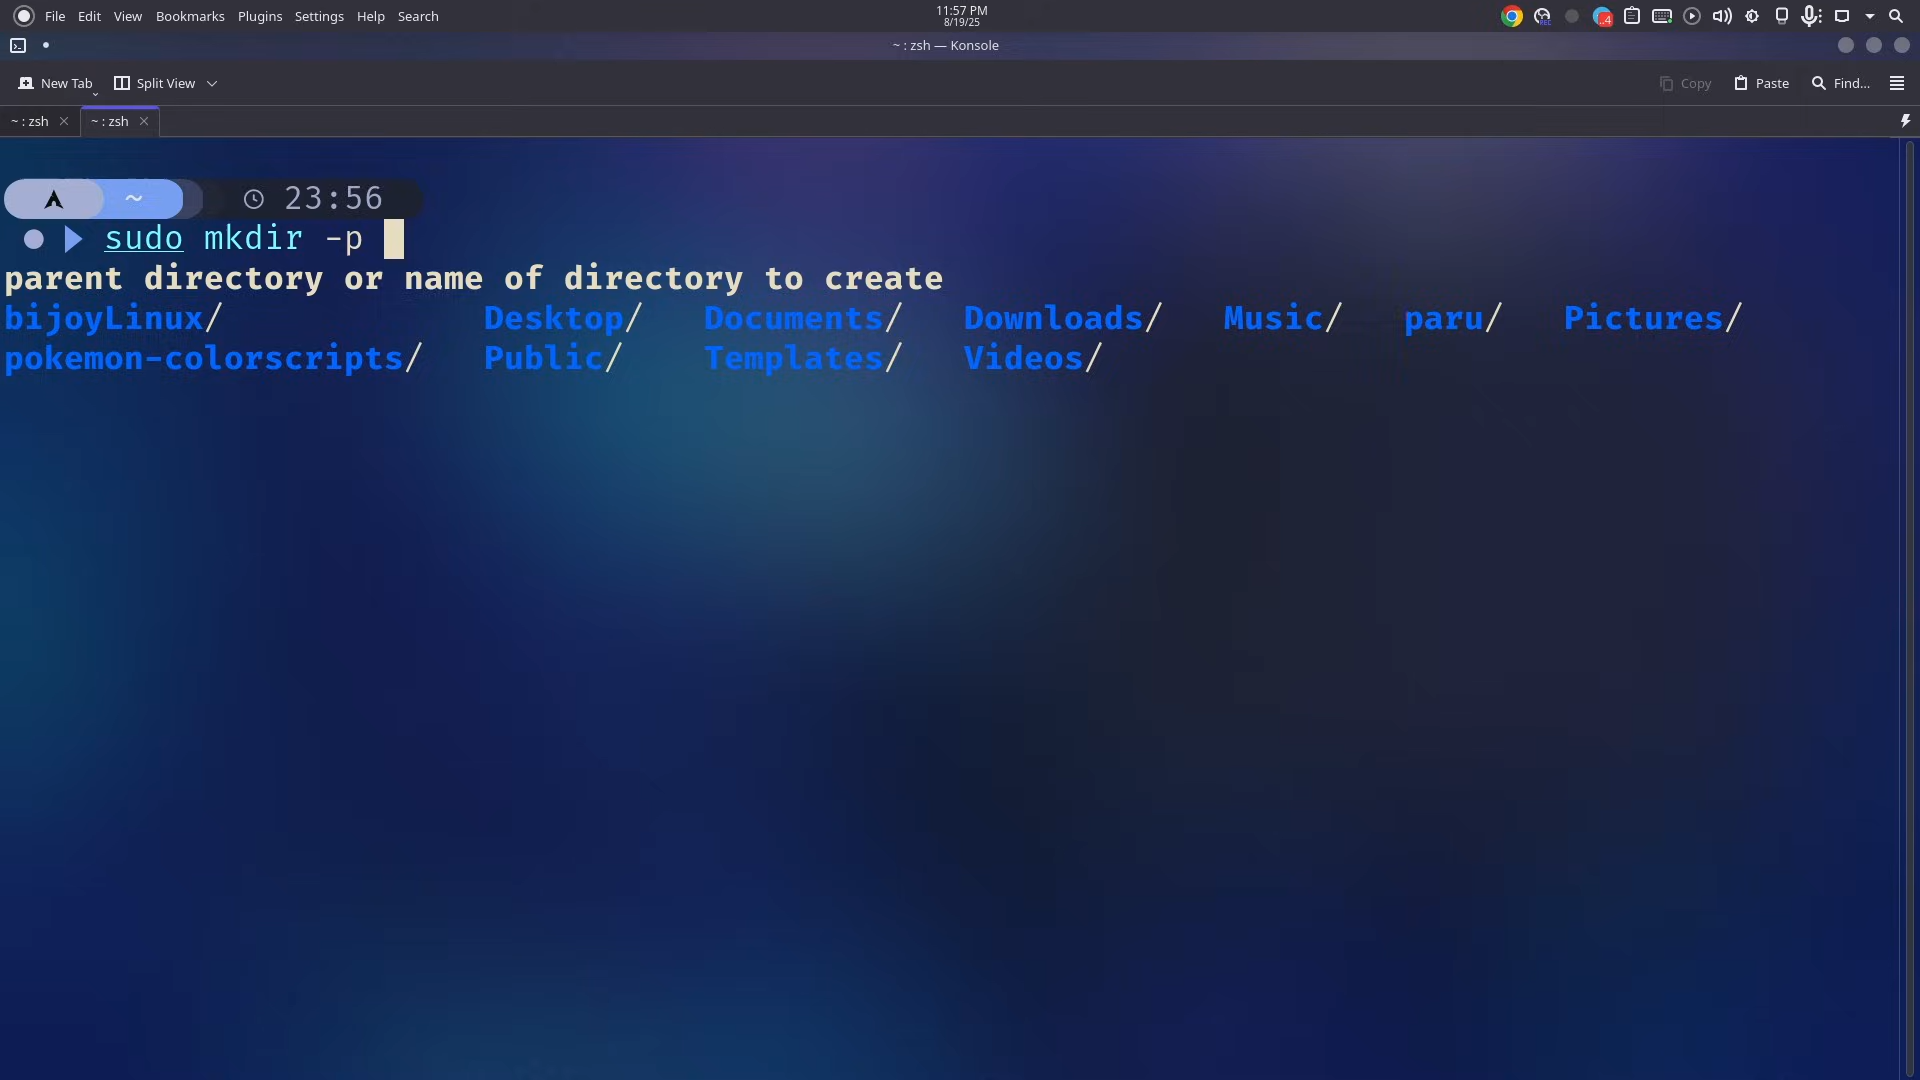 File Edit View Bookmarks Plugins Settings Help Search
11:57 PM
8/19/25
~ : zsh — Konsole
New Tab Split View Copy Paste Find...
~ : zsh ~ : zsh
~ 23:56
sudo mkdir -p
parent directory or name of directory to create
bijoyLinux/ Desktop/ Documents/ Downloads/ Music/ paru/ Pictures/
pokemon-colorscripts/ Public/ Templates/ Videos/